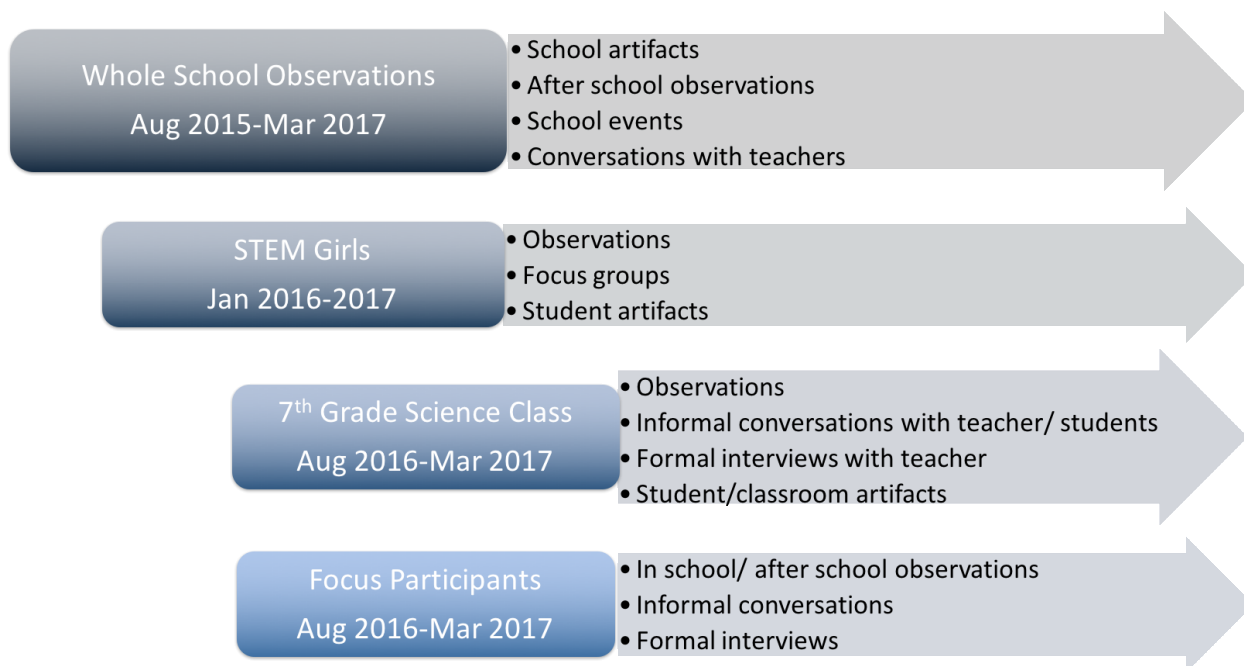 Whole School Observations
Aug 2015-Mar 2017
• School artifacts
• After school observations
• School events
• Conversations with teachers
STEM Girls
Jan 2016-2017
• Observations
• Focus groups
• Student artifacts
7th Grade Science Class
Aug 2016-Mar 2017
• Observations
• Informal conversations with teacher/ students
• Formal interviews with teacher
• Student/classroom artifacts
Focus Participants
Aug 2016-Mar 2017
• In school/ after school observations
• Informal conversations
• Formal interviews